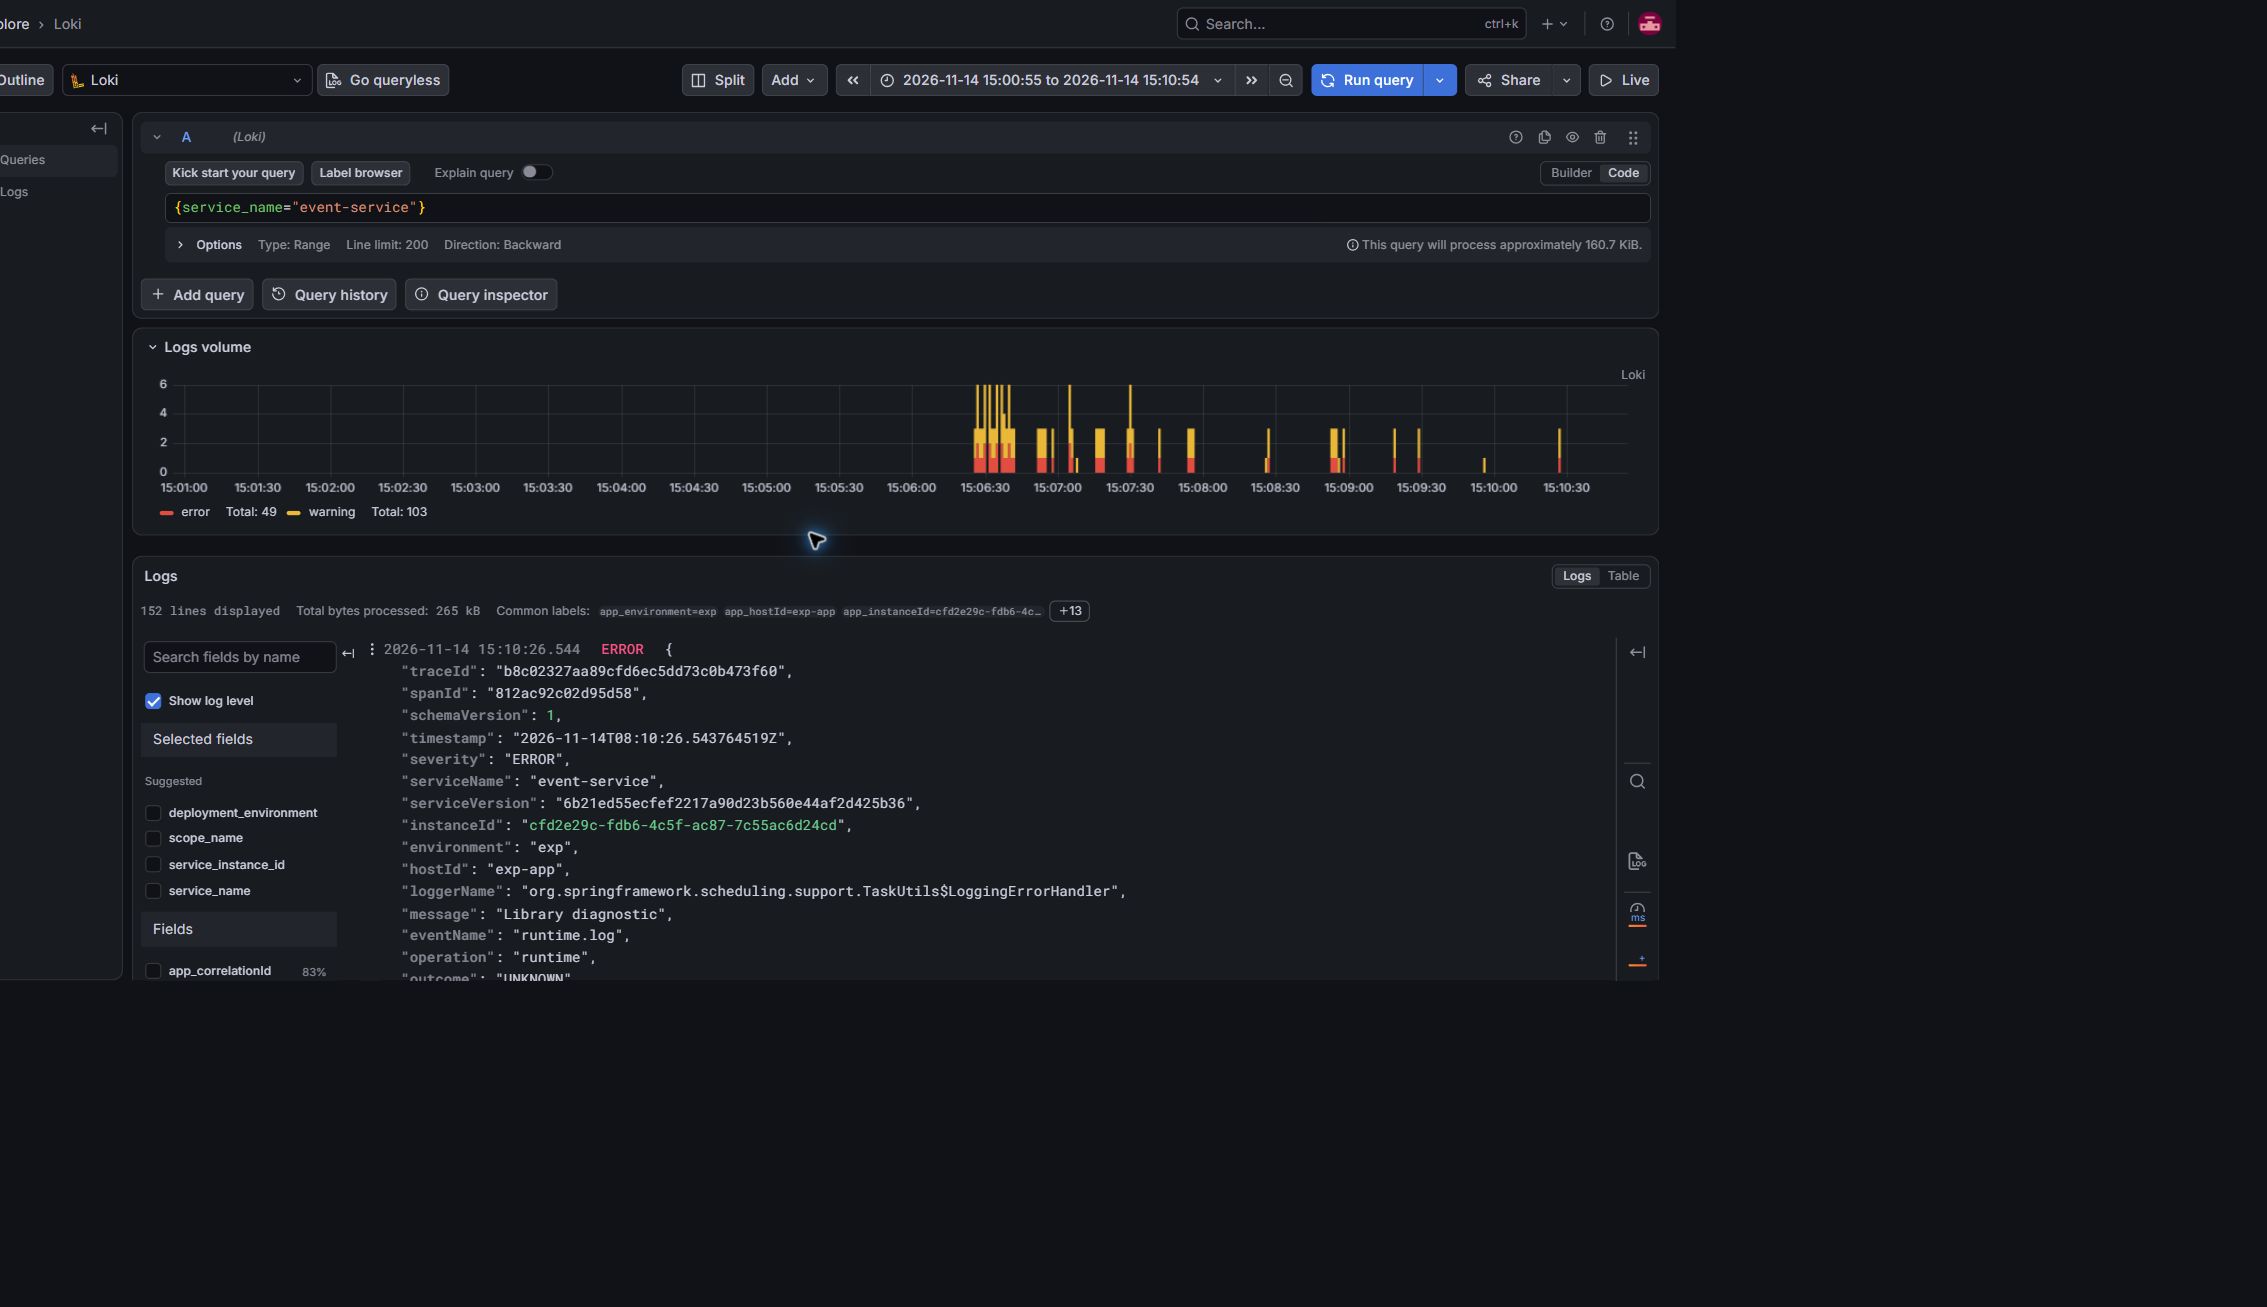 plore › Loki
Search... ctrl+k
Outline Loki Go queryless Split Add 2026-11-14 15:00:55 to 2026-11-14 15:10:54 Run query Share Live
Queries
Logs
A (Loki)
Kick start your query Label browser Explain query Builder Code
{service_name="event-service"}
Options Type: Range Line limit: 200 Direction: Backward This query will process approximately 160.7 KiB.
+ Add query Query history Query inspector
Logs volume
Loki
6
4
2
0
15:01:00 15:01:30 15:02:00 15:02:30 15:03:00 15:03:30 15:04:00 15:04:30 15:05:00 15:05:30 15:06:00 15:06:30 15:07:00 15:07:30 15:08:00 15:08:30 15:09:00 15:09:30 15:10:00 15:10:30
error Total: 49 warning Total: 103
Logs
Logs Table
152 lines displayed Total bytes processed: 265 kB Common labels: app_environment=exp app_hostId=exp-app app_instanceId=cfd2e29c-fdb6-4c… +13
Search fields by name
Show log level
Selected fields
Suggested
deployment_environment
scope_name
service_instance_id
service_name
Fields
app_correlationId 83%
2026-11-14 15:10:26.544 ERROR {
"traceId": "b8c02327aa89cfd6ec5dd73c0b473f60",
"spanId": "812ac92c02d95d58",
"schemaVersion": 1,
"timestamp": "2026-11-14T08:10:26.543764519Z",
"severity": "ERROR",
"serviceName": "event-service",
"serviceVersion": "6b21ed55ecfef2217a90d23b560e44af2d425b36",
"instanceId": "cfd2e29c-fdb6-4c5f-ac87-7c55ac6d24cd",
"environment": "exp",
"hostId": "exp-app",
"loggerName": "org.springframework.scheduling.support.TaskUtils$LoggingErrorHandler",
"message": "Library diagnostic",
"eventName": "runtime.log",
"operation": "runtime",
"outcome": "UNKNOWN"
LOG
ms